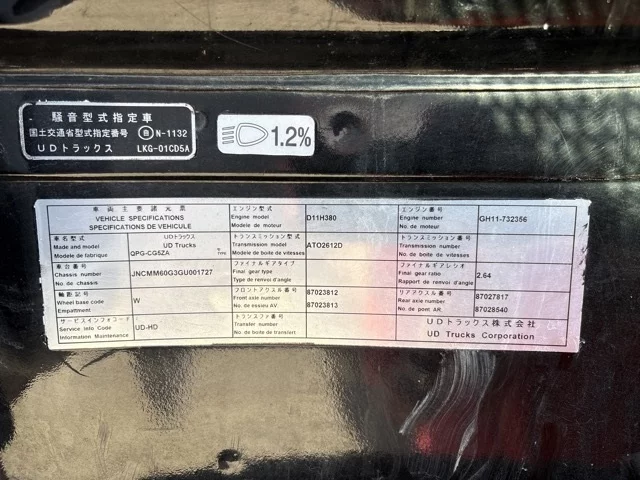 騒音型式指定車
国土交通省型式指定番号 自 N-1132
UDトラックス LKG-01CD5A
1.2%
車両主要諸元票
VEHICLE SPECIFICATIONS
SPECIFICATIONS DE VEHICULE
エンジン型式
Engine model
Modele de moteur
D11H380
エンジン番号
Engine number
No. de moteur
GH11-732356
車名型式
Made and model
Modele de fabrique
UDトラックス
UD Trucks
QPG-CG5ZA
型 TYPE
トランスミッション型式
Transmission model
Modele de boite de vitesses
ATO2612D
トランスミッション番号
Transmission number
No. de boite de vitesses
車台番号
Chassis number
No. de chassis
JNCMM60G3GU001727
ファイナルギアタイプ
Final gear type
Type de renvoi d'angle
ファイナルギアレシオ
Final gear ratio
Rapport de renvoi d'angle
2.64
軸距記号
Wheel base code
Empattement
W
フロントアクスル番号
Front axle number
No. de essieu AV.
87023812
87023813
リアアクスル番号
Rear axle number
No. de pont AR.
87027817
87028540
サービスインフォコード
Service Info Code
Information Maintenance
UD-HD
トランスファ番号
Transfer number
No. de boite de transfert
UDトラックス株式会社
UD Trucks Corporation